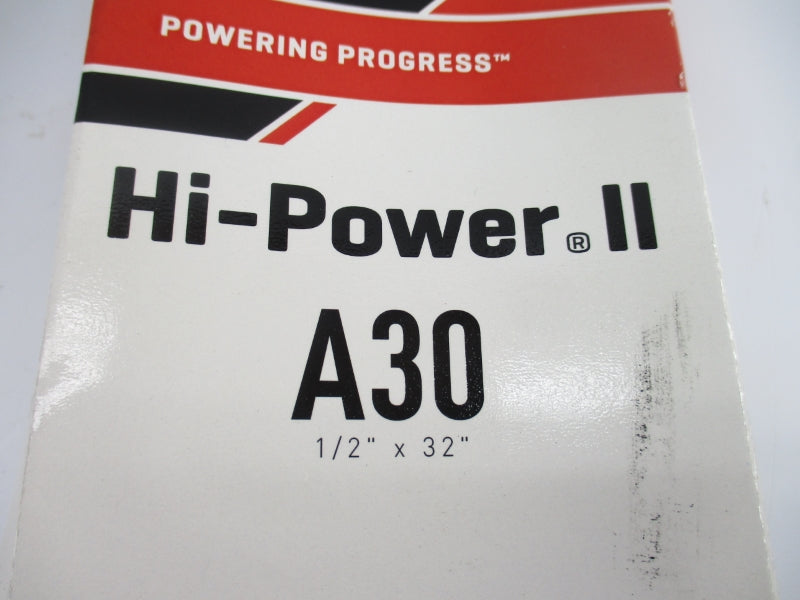 POWERING PROGRESS™
Hi-Power® II
A30
1/2" x 32"